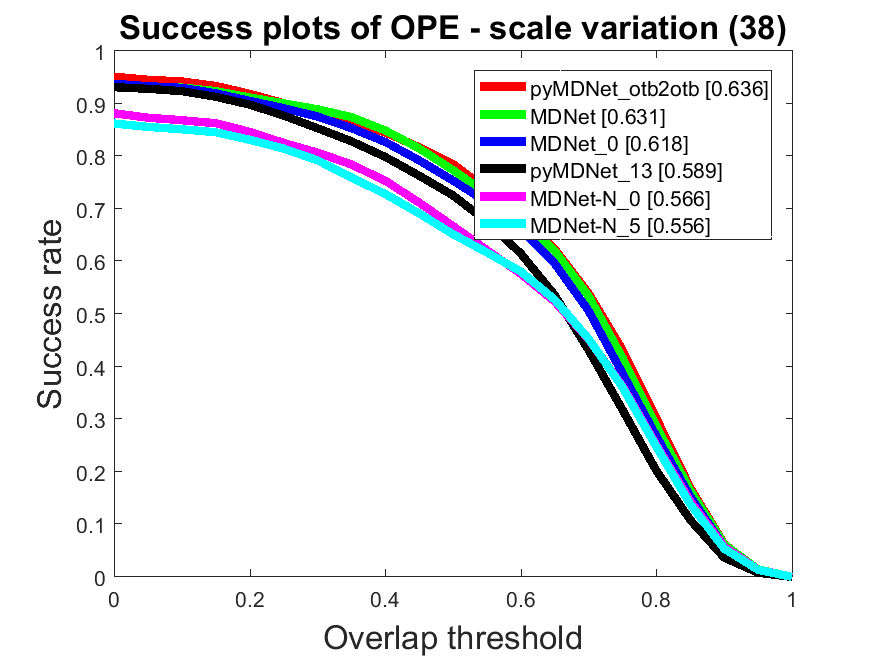 Success plots of OPE - scale variation (38)
1
0.9
0.8
0.7
0.6
0.5
0.4
0.3
0.2
0.1
0
Success rate
pyMDNet_otb2otb [0.636]
MDNet [0.631]
MDNet_0 [0.618]
pyMDNet_13 [0.589]
MDNet-N_0 [0.566]
MDNet-N_5 [0.556]
0 0.2 0.4 0.6 0.8 1
Overlap threshold